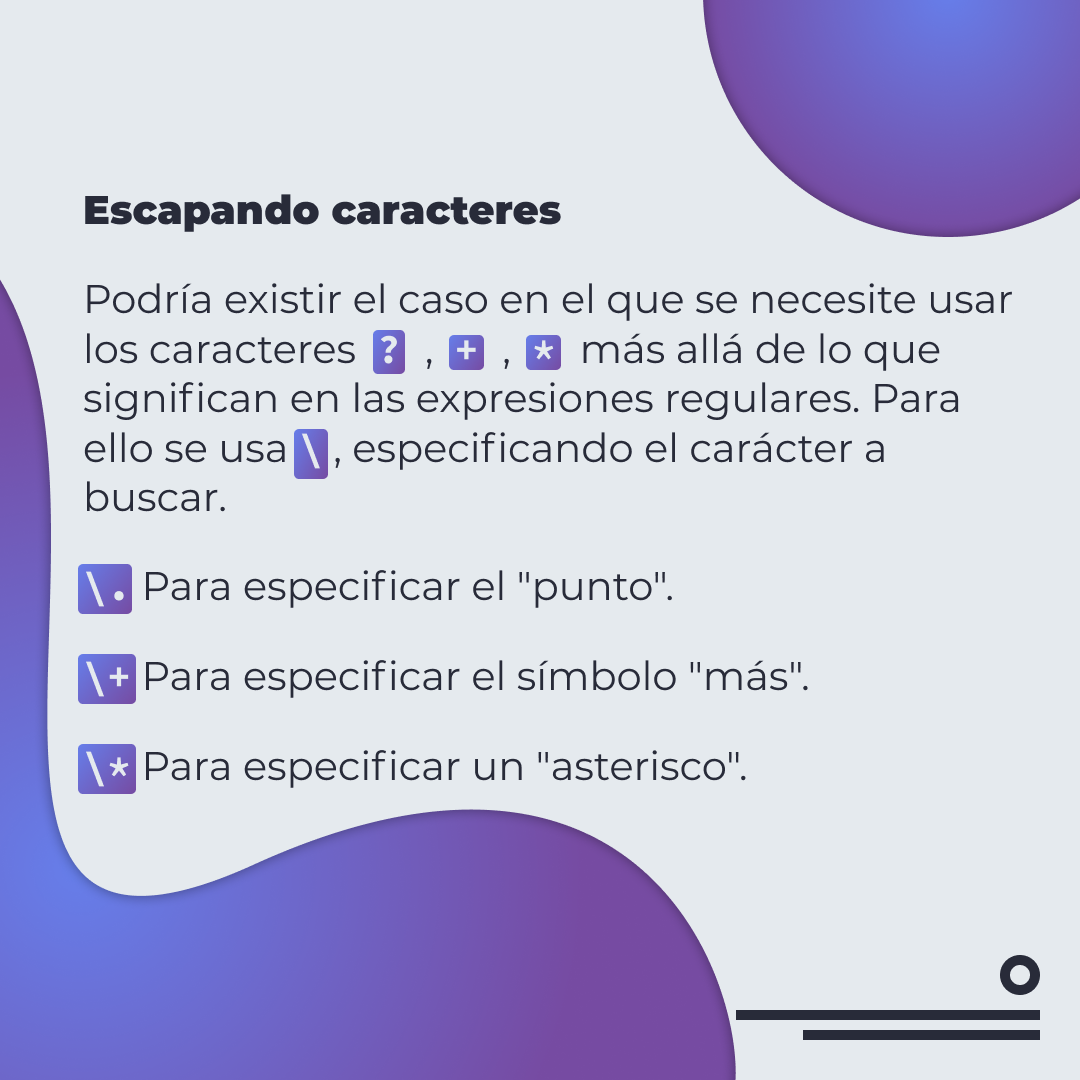 Escapando caracteres
Podría existir el caso en el que se necesite usar
los caracteres ? , + , * más allá de lo que
significan en las expresiones regulares. Para
ello se usa \, especificando el carácter a
buscar.
\. Para especificar el "punto".
\+ Para especificar el símbolo "más".
\* Para especificar un "asterisco".